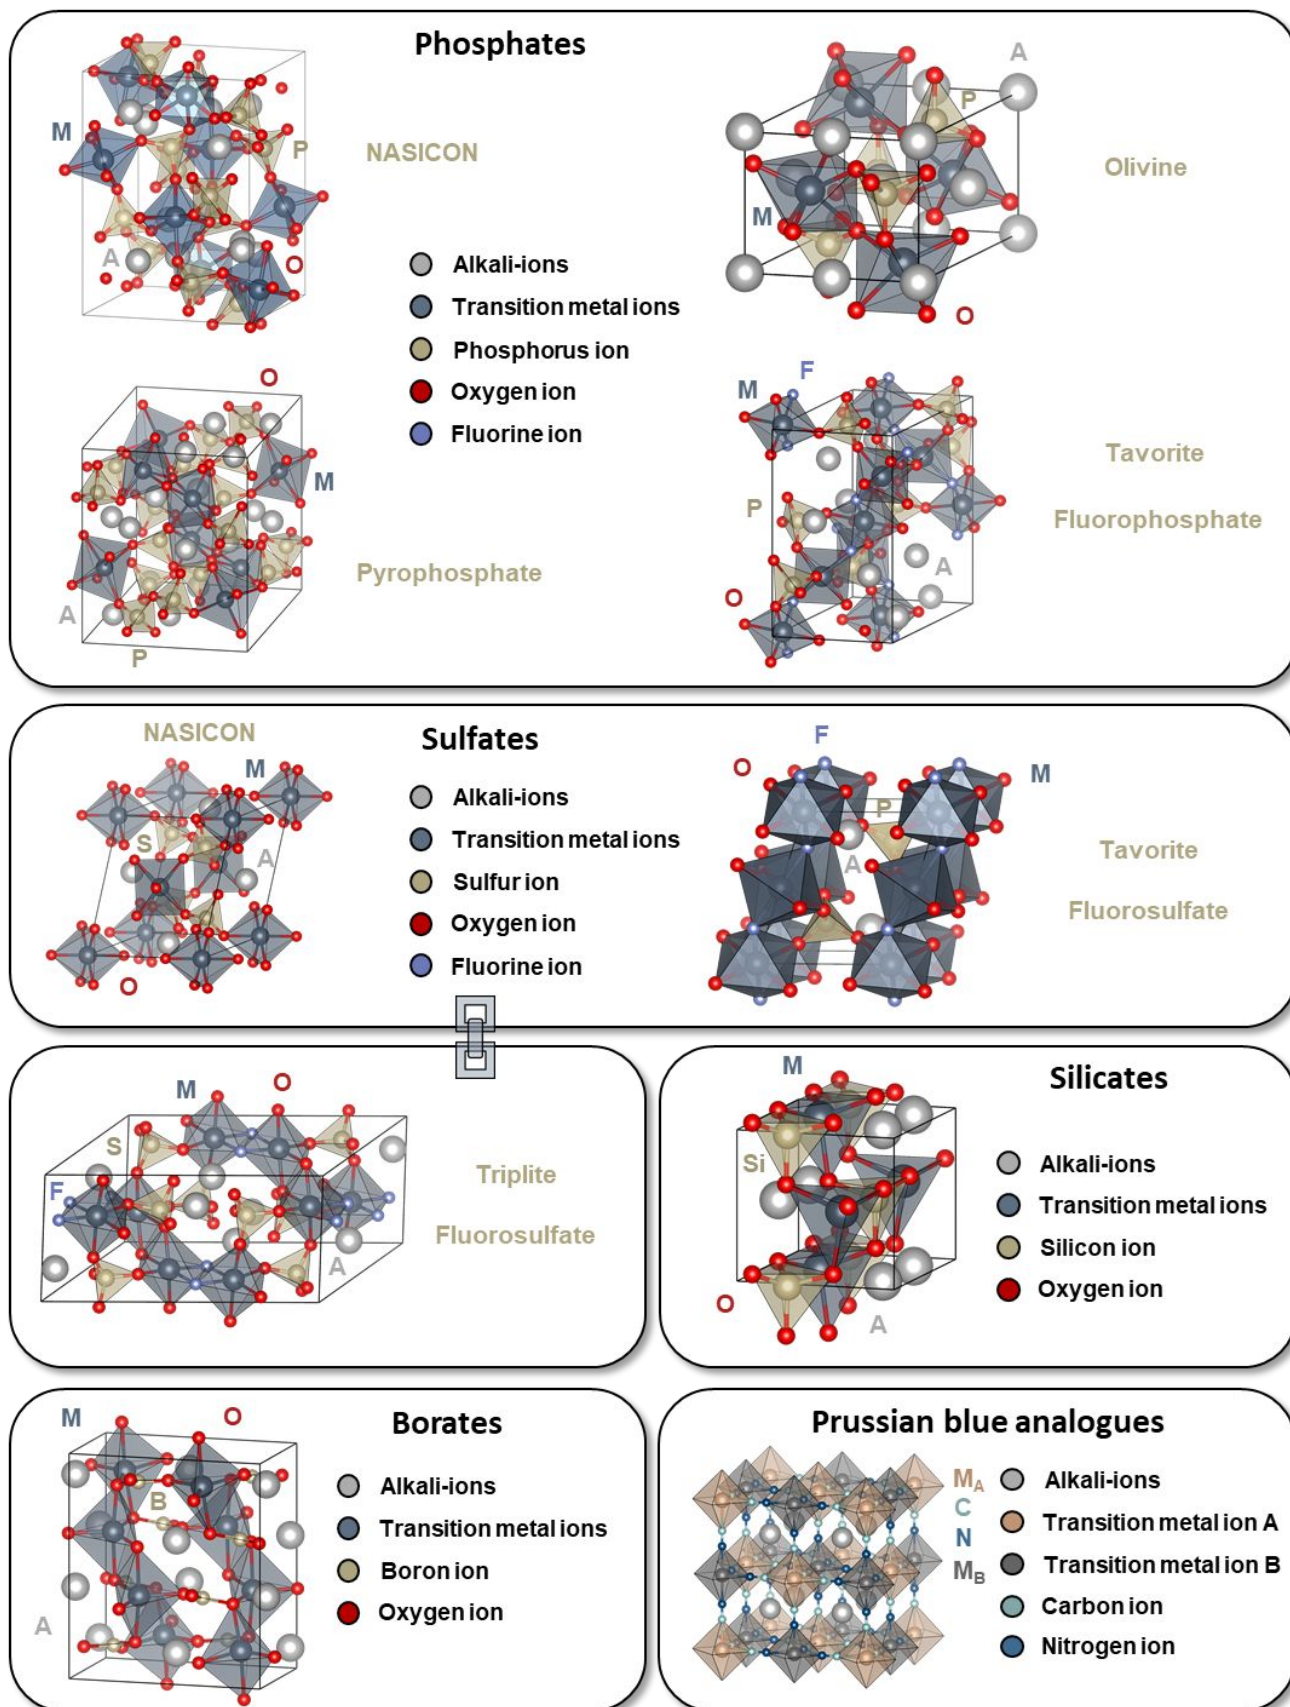 Phosphates
A
M
P
P
NASICON
Olivine
M
A
O
O
Alkali-ions
Transition metal ions
Phosphorus ion
Oxygen ion
Fluorine ion
O
M
A
P
Pyrophosphate
M
F
P
A
O
Tavorite
Fluorophosphate
NASICON
Sulfates
M
S
A
O
Alkali-ions
Transition metal ions
Sulfur ion
Oxygen ion
Fluorine ion
F
O
M
P
A
Tavorite
Fluorosulfate
M
O
S
F
A
Triplite
Fluorosulfate
M
Silicates
Si
O
A
Alkali-ions
Transition metal ions
Silicon ion
Oxygen ion
M
O
Borates
B
A
Alkali-ions
Transition metal ions
Boron ion
Oxygen ion
Prussian blue analogues
MA
C
N
MB
Alkali-ions
Transition metal ion A
Transition metal ion B
Carbon ion
Nitrogen ion